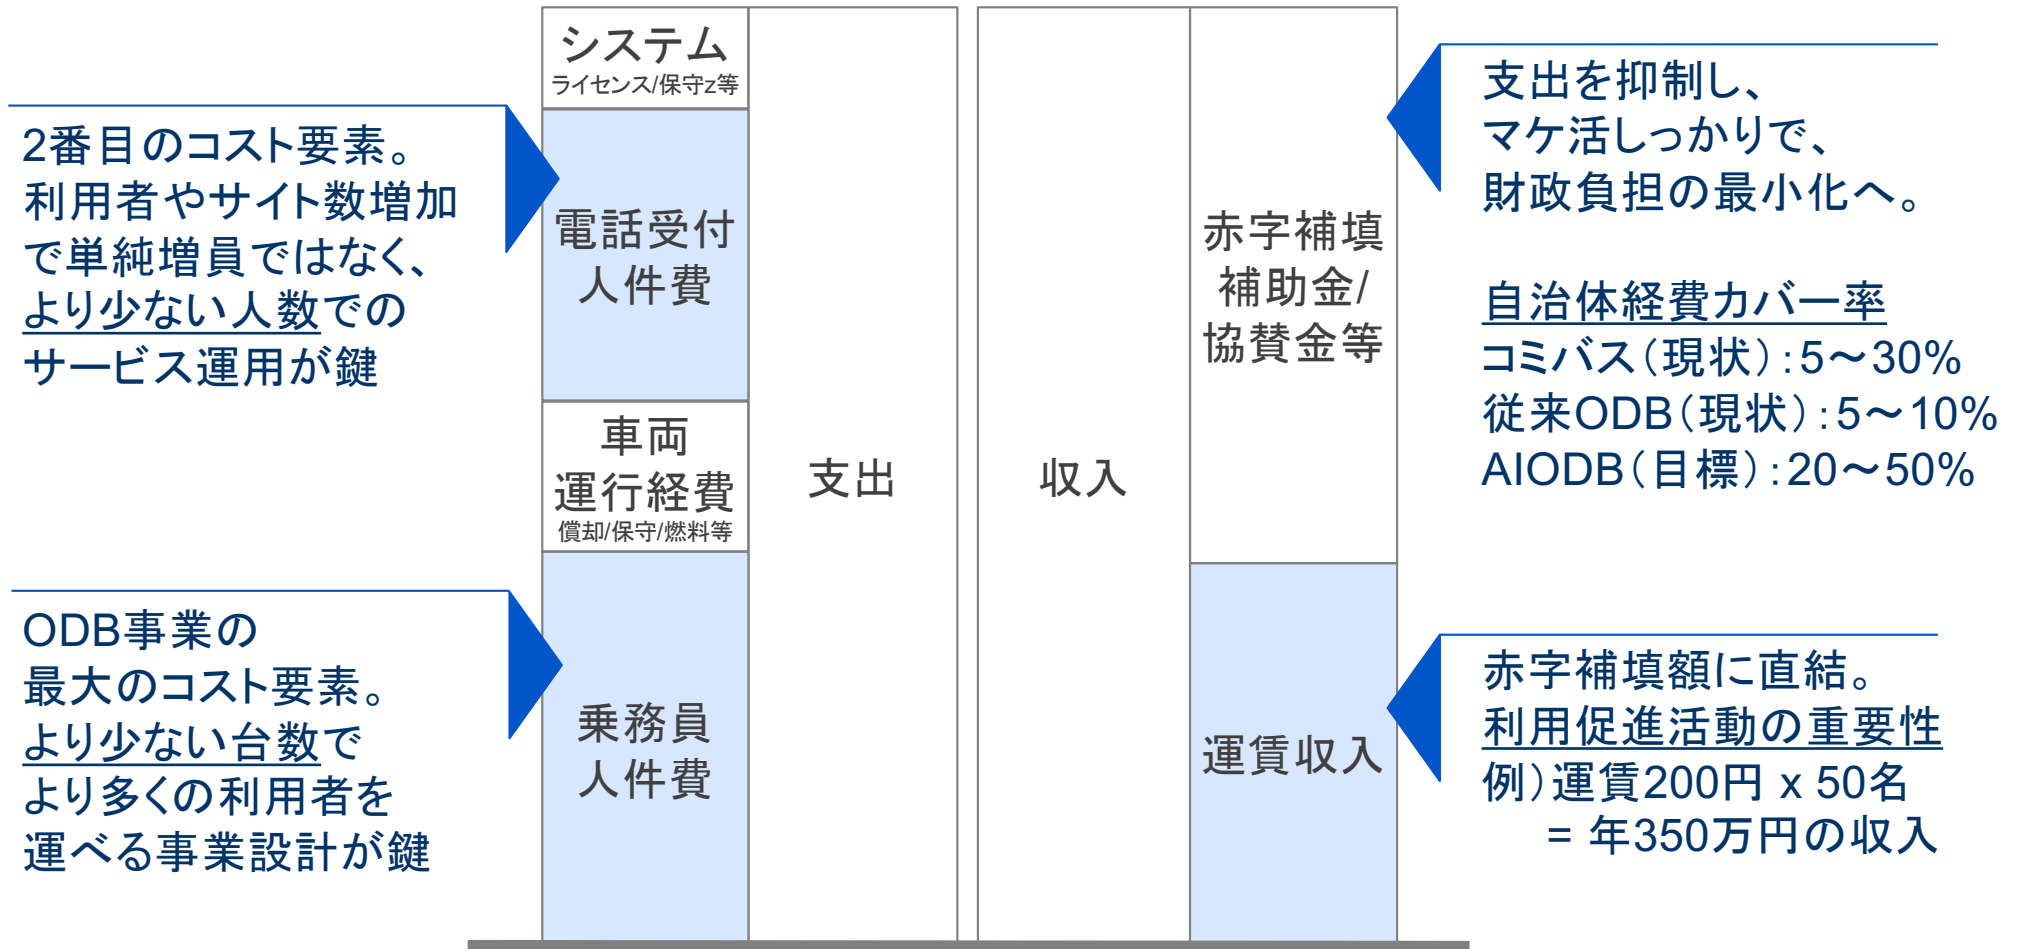 システム
ライセンス/保守z等
2番目のコスト要素。
利用者やサイト数増加
で単純増員ではなく、
より少ない人数での
サービス運用が鍵
電話受付
人件費
車両
運行経費
償却/保守/燃料等
ODB事業の
最大のコスト要素。
より少ない台数で
より多くの利用者を
運べる事業設計が鍵
乗務員
人件費
支出
収入
赤字補填
補助金/
協賛金等
運賃収入
支出を抑制し、
マケ活しっかりで、
財政負担の最小化へ。
自治体経費カバー率
コミバス（現状）：5～30%
従来ODB（現状）：5～10%
AIODB（目標）：20～50%
赤字補填額に直結。
利用促進活動の重要性
例）運賃200円 x 50名
= 年350万円の収入